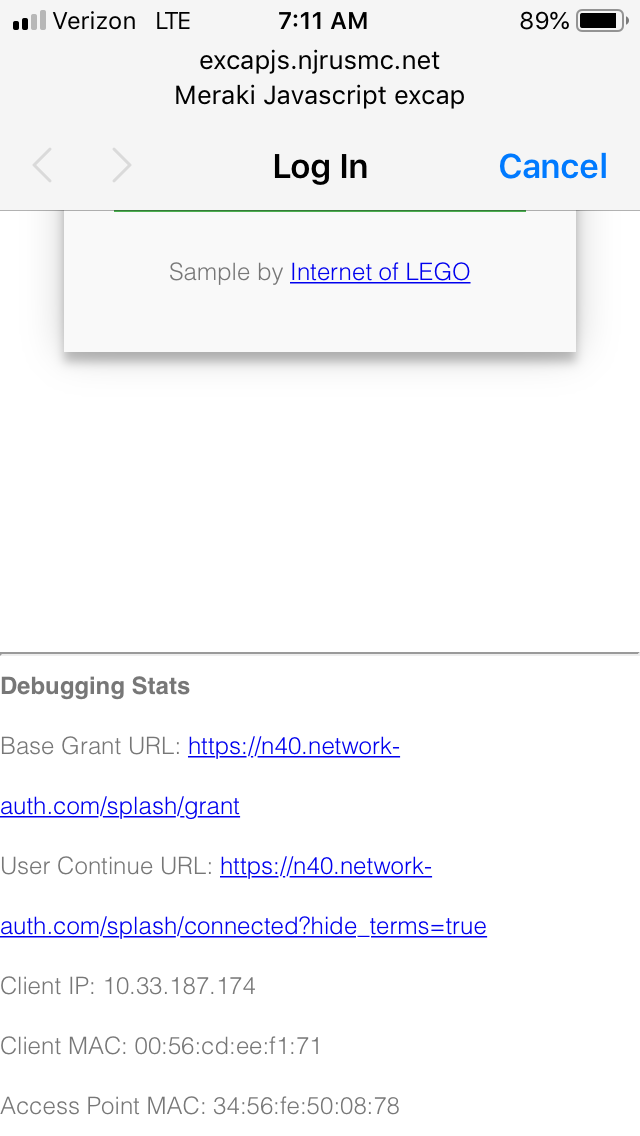 Verizon LTE 7:11 AM 89%
excapjs.njrusmc.net
Meraki Javascript excap
Log In Cancel
Sample by Internet of LEGO
Debugging Stats
Base Grant URL: https://n40.network-
auth.com/splash/grant
User Continue URL: https://n40.network-
auth.com/splash/connected?hide_terms=true
Client IP: 10.33.187.174
Client MAC: 00:56:cd:ee:f1:71
Access Point MAC: 34:56:fe:50:08:78